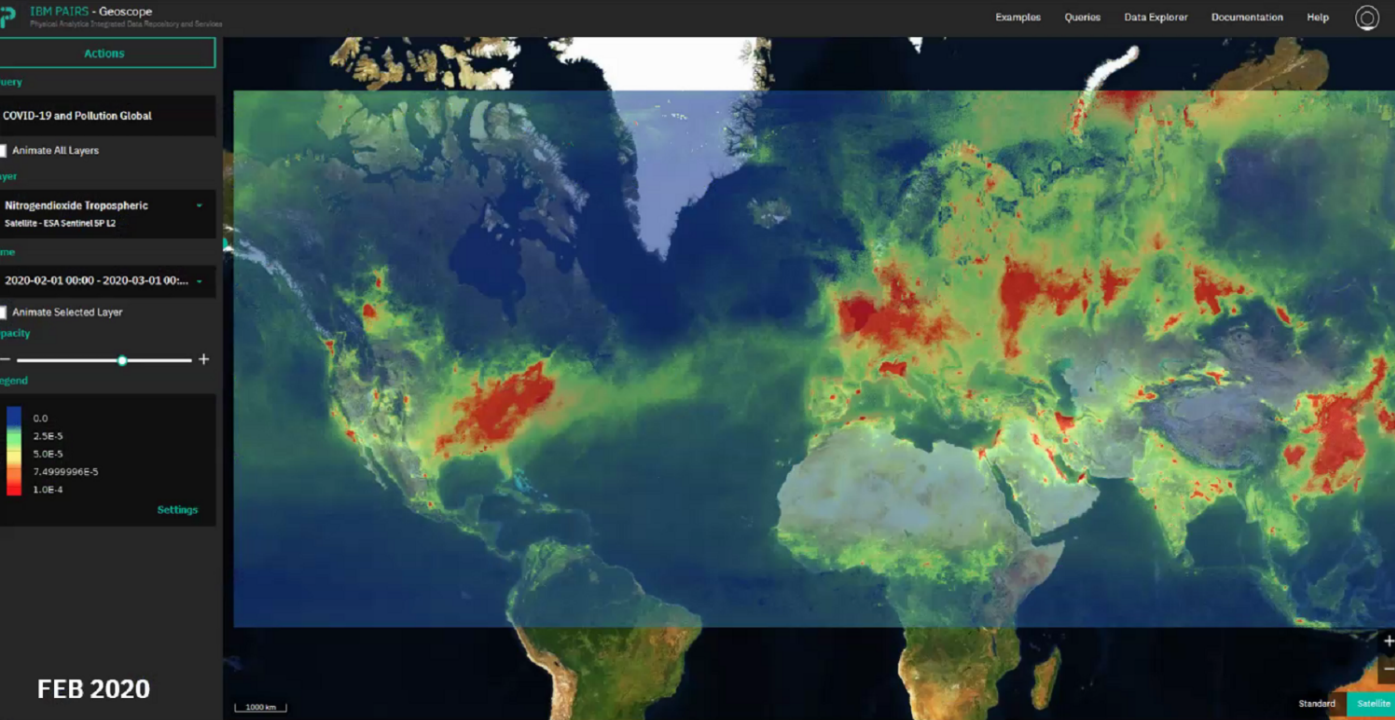 IBM PAIRS - Geoscope
Physical Analytics Integrated Data Repository and Services
Examples
Queries
Data Explorer
Documentation
Help
Actions
uery
COVID-19 and Pollution Global
Animate All Layers
ayer
Nitrogendioxide Tropospheric
Satellite - ESA Sentinel 5P L2
me
2020-02-01 00:00 - 2020-03-01 00:...
Animate Selected Layer
pacity
egend
0.0
2.5E-5
5.0E-5
7.4999996E-5
1.0E-4
Settings
FEB 2020
1000 km
Standard
Satellite